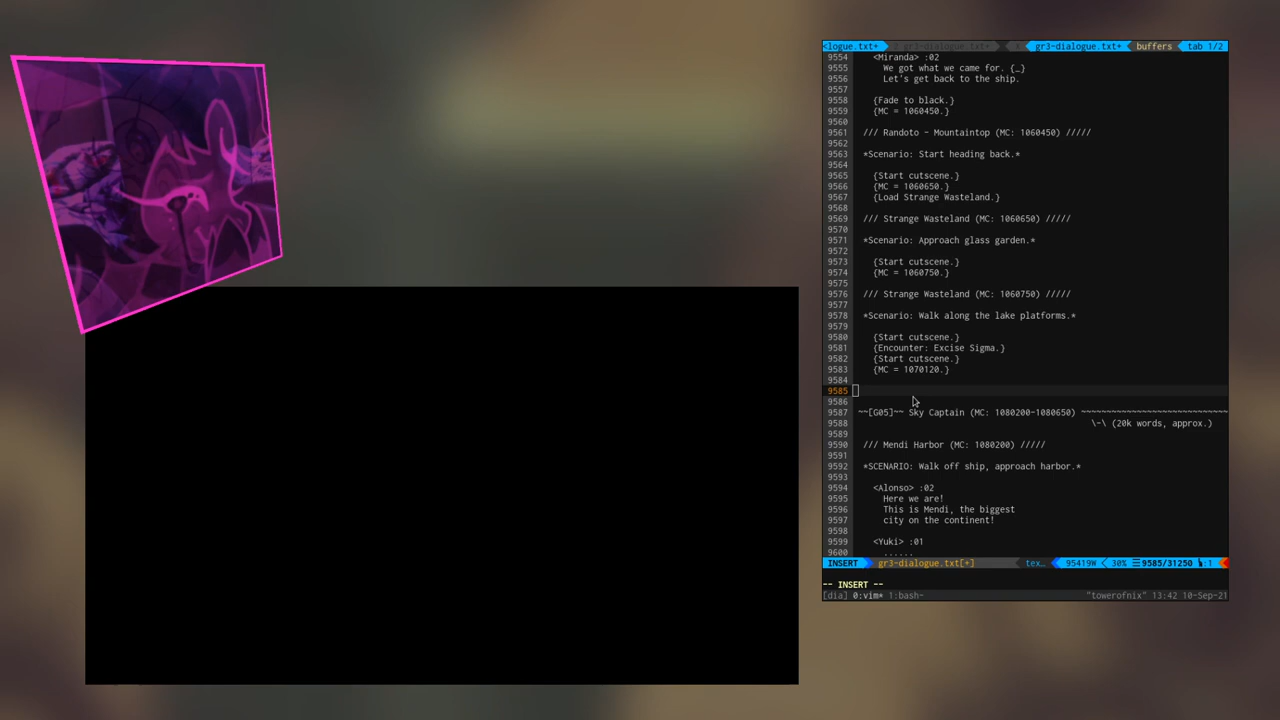 <logue.txt+ gr3-dialogue.txt+ buffers tab 1/2
9554 <Miranda> :02
9555 We got what we came for. {_}
9556 Let's get back to the ship.
9557
9558 {Fade to black.}
9559 {MC = 1060450.}
9560
9561 /// Randoto - Mountaintop (MC: 1060450) /////
9562
9563 *Scenario: Start heading back.*
9564
9565 {Start cutscene.}
9566 {MC = 1060650.}
9567 {Load Strange Wasteland.}
9568
9569 /// Strange Wasteland (MC: 1060650) /////
9570
9571 *Scenario: Approach glass garden.*
9572
9573 {Start cutscene.}
9574 {MC = 1060750.}
9575
9576 /// Strange Wasteland (MC: 1060750) /////
9577
9578 *Scenario: Walk along the lake platforms.*
9579
9580 {Start cutscene.}
9581 {Encounter: Excise Sigma.}
9582 {Start cutscene.}
9583 {MC = 1070120.}
9584
9585
9586
9587 ~~[G05]~~ Sky Captain (MC: 1080200-1080650) ~~~~~~~~~~~~~~~~~~~~~~~~~~~~~
9588 \~\ (20k words, approx.)
9589
9590 /// Mendi Harbor (MC: 1080200) /////
9591
9592 *SCENARIO: Walk off ship, approach harbor.*
9593
9594 <Alonso> :02
9595 Here we are!
9596 This is Mendi, the biggest
9597 city on the continent!
9598
9599 <Yuki> :01
9600 ......
INSERT gr3-dialogue.txt[+] tex… 95419W 30% 9585/31250 :1
-- INSERT --
[dia] 0:vim* 1:bash- "towerofnix" 13:42 10-Sep-21